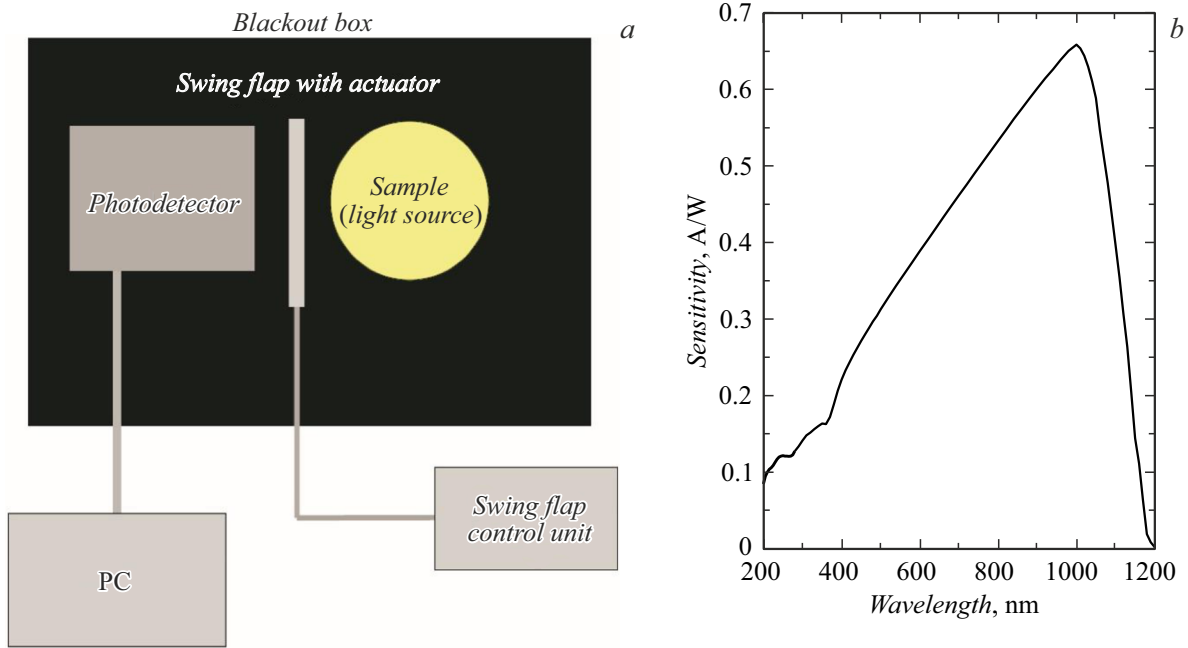 Blackout box
a
Swing flap with actuator
Photodetector
Sample
(light source)
Swing flap
control unit
PC
b
0.7
0.6
0.5
0.4
0.3
0.2
0.1
0
Sensitivity, A/W
200
400
600
800
1000
1200
Wavelength, nm